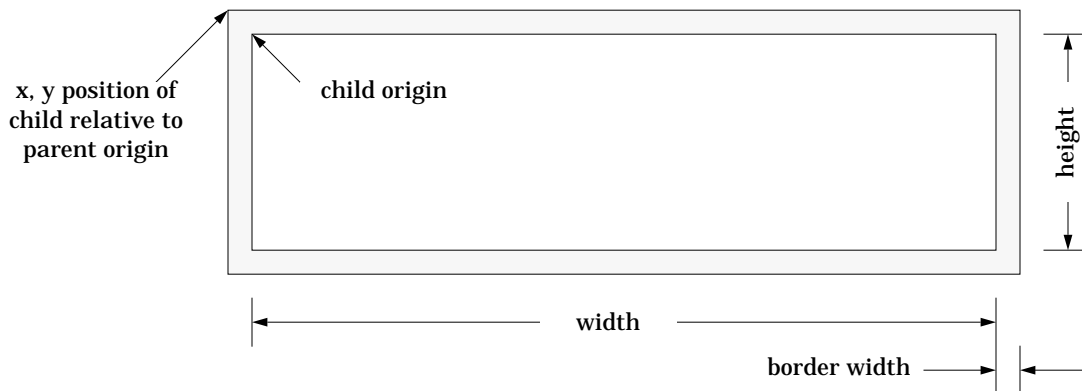 x, y position of
child relative to
parent origin
child origin
height
width
border width